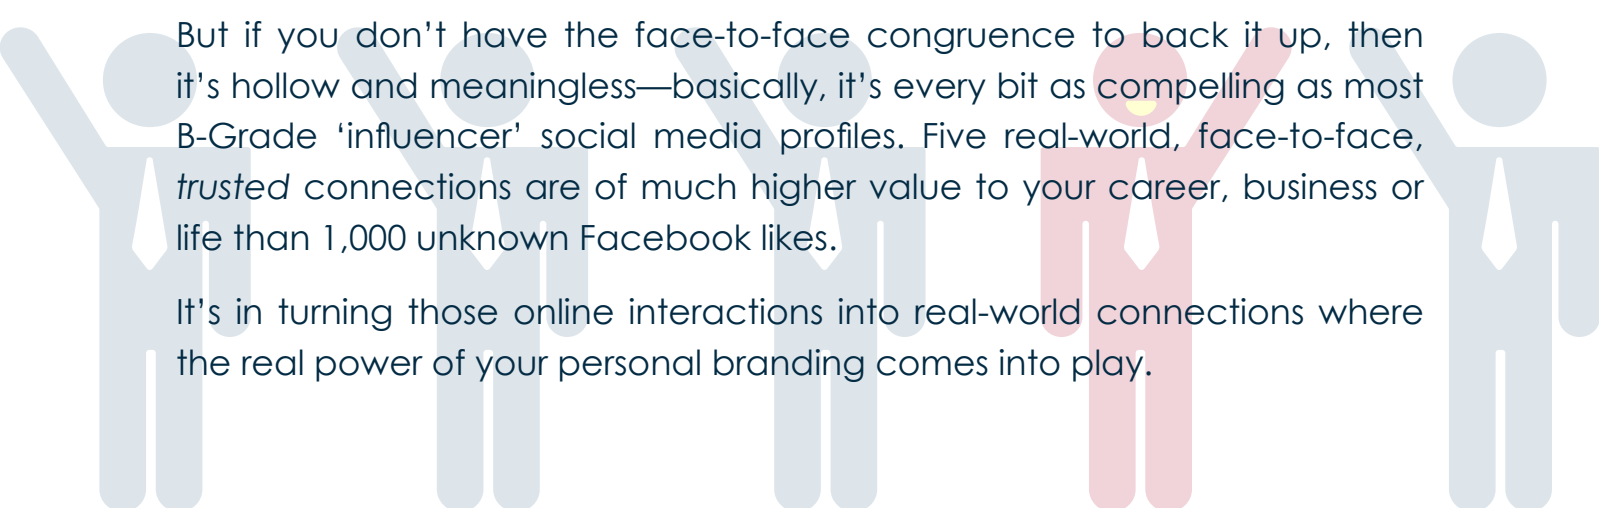 But if you don’t have the face-to-face congruence to back it up, then
it’s hollow and meaningless—basically, it’s every bit as compelling as most
B-Grade ‘influencer’ social media profiles. Five real-world, face-to-face,
trusted connections are of much higher value to your career, business or
life than 1,000 unknown Facebook likes.
It’s in turning those online interactions into real-world connections where
the real power of your personal branding comes into play.